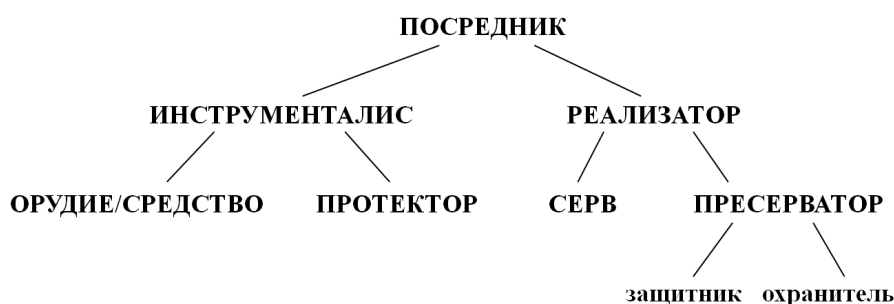 ПОСРЕДНИК
ИНСТРУМЕНТАЛИС РЕАЛИЗАТОР
ОРУДИЕ/СРЕДСТВО ПРОТЕКТОР СЕРВ ПРЕСЕРВАТОР
защитник охранитель